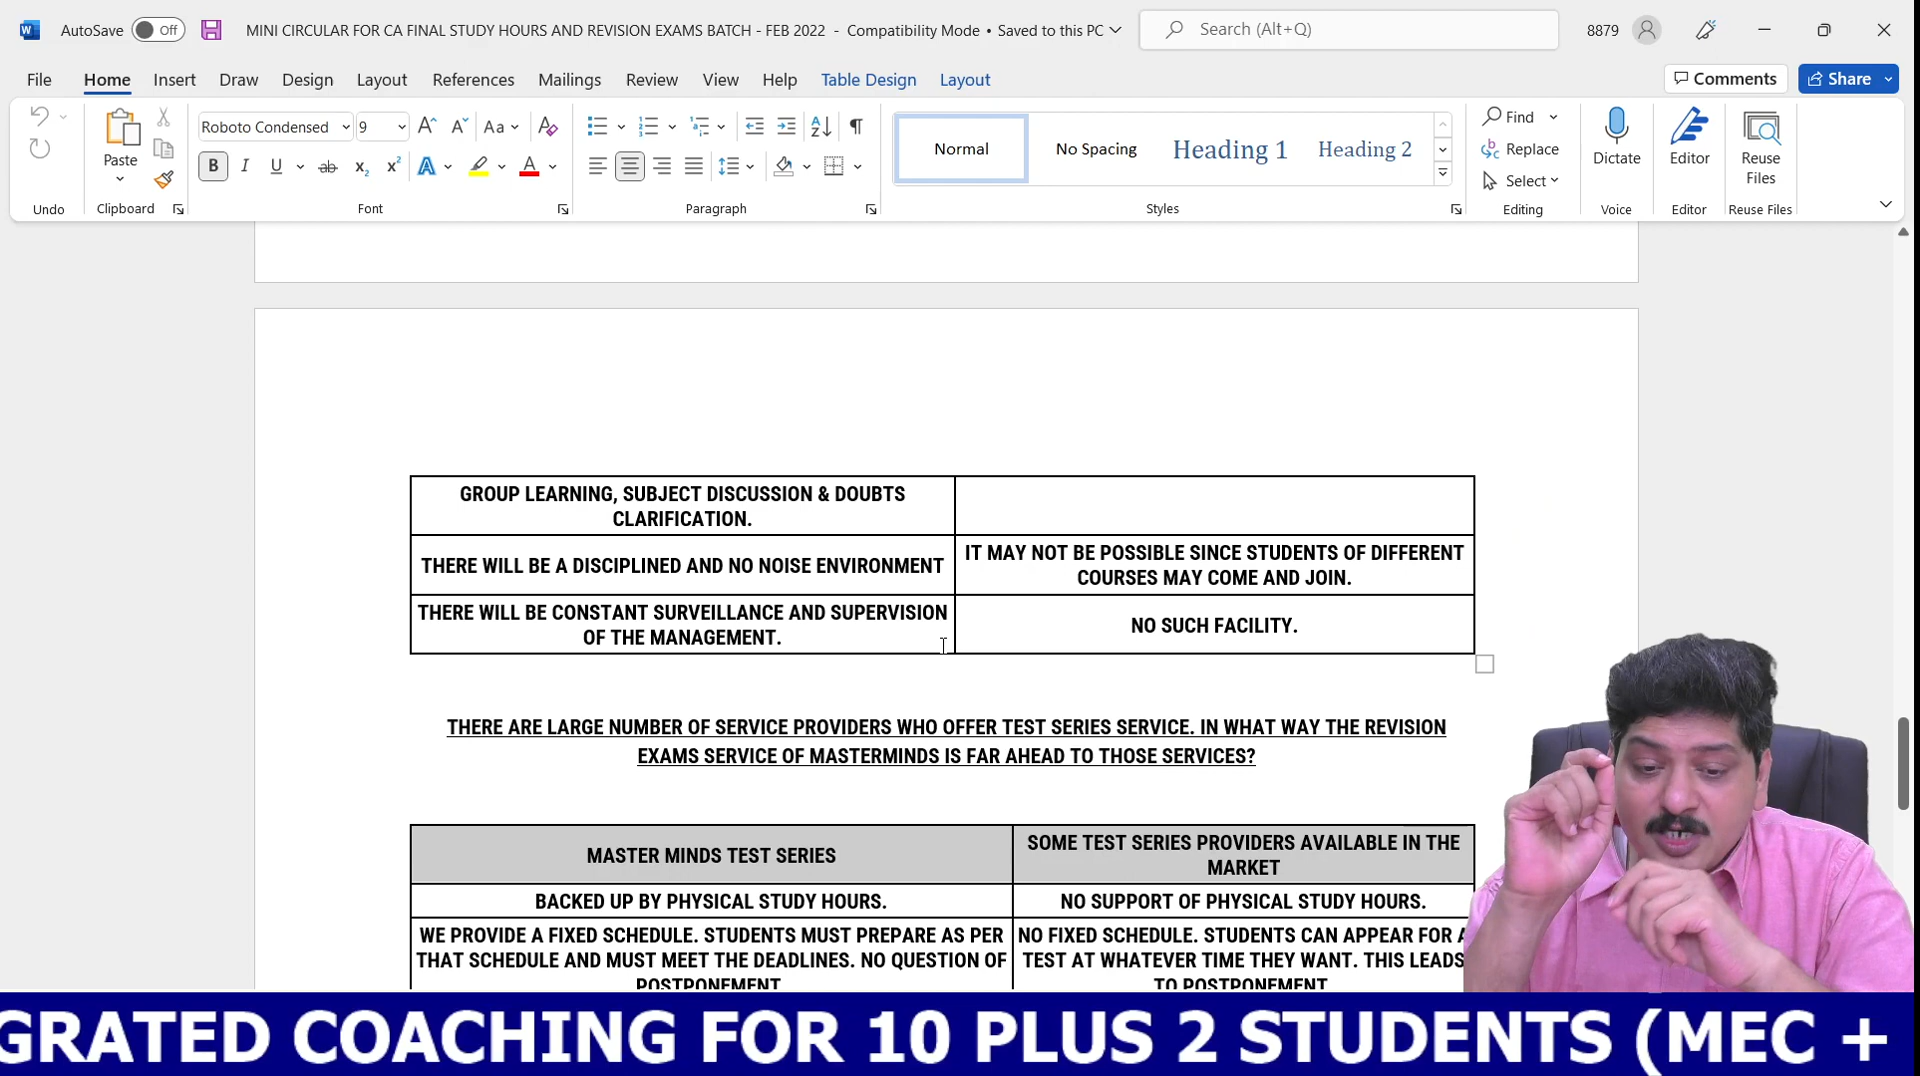 AutoSave Off MINI CIRCULAR FOR CA FINAL STUDY HOURS AND REVISION EXAMS BATCH - FEB 2022 - Compatibility Mode • Saved to this PC Search (Alt+Q) 8879
File Home Insert Draw Design Layout References Mailings Review View Help Table Design Layout Comments Share
Roboto Condensed 9 Normal No Spacing Heading 1 Heading 2 Find
Paste Replace Dictate Editor Reuse Files
Select
Undo Clipboard Font Paragraph Styles Editing Voice Editor Reuse Files
GROUP LEARNING, SUBJECT DISCUSSION & DOUBTS
CLARIFICATION.
THERE WILL BE A DISCIPLINED AND NO NOISE ENVIRONMENT
IT MAY NOT BE POSSIBLE SINCE STUDENTS OF DIFFERENT
COURSES MAY COME AND JOIN.
THERE WILL BE CONSTANT SURVEILLANCE AND SUPERVISION
OF THE MANAGEMENT.
NO SUCH FACILITY.
THERE ARE LARGE NUMBER OF SERVICE PROVIDERS WHO OFFER TEST SERIES SERVICE. IN WHAT WAY THE REVISION
EXAMS SERVICE OF MASTERMINDS IS FAR AHEAD TO THOSE SERVICES?
MASTER MINDS TEST SERIES
SOME TEST SERIES PROVIDERS AVAILABLE IN THE
MARKET
BACKED UP BY PHYSICAL STUDY HOURS.
NO SUPPORT OF PHYSICAL STUDY HOURS.
WE PROVIDE A FIXED SCHEDULE. STUDENTS MUST PREPARE AS PER
THAT SCHEDULE AND MUST MEET THE DEADLINES. NO QUESTION OF
POSTPONEMENT
NO FIXED SCHEDULE. STUDENTS CAN APPEAR FOR A
TEST AT WHATEVER TIME THEY WANT. THIS LEADS
TO POSTPONEMENT
GRATED COACHING FOR 10 PLUS 2 STUDENTS (MEC +